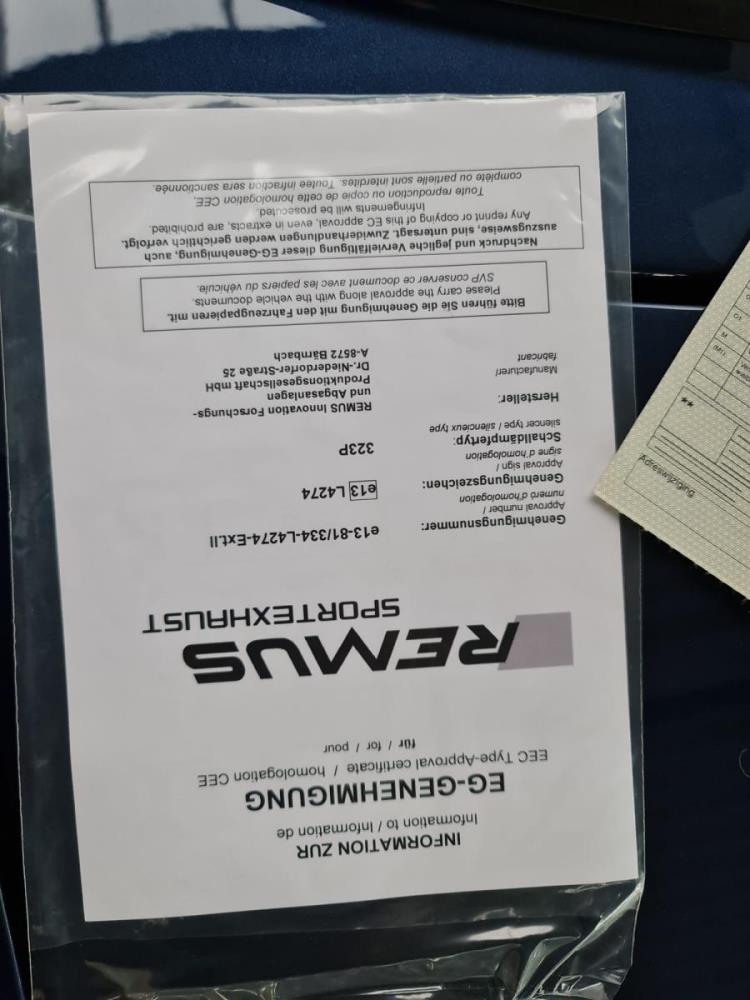 INFORMATION ZUR
Information to / Information de
EG-GENEHMIGUNG
EEC Type-Approval certificate / homologation CEE
für / for / pour
REMUS
SPORTEXHAUST
Genehmigungsnummer: e13-81/334-L4274-Ext.II
Approval number /
numéro d'homologation
Genehmigungszeichen: e13 L4274
Approval sign /
signe d'homologation
Schalldämpfertyp: 323P
silencer type / silencieux type
Hersteller: REMUS Innovation Forschungs-
Manufacturer/ und Abgasanlagen
fabricant Produktionsgesellschaft mbH
Dr.-Niederdorfer-Straße 25
A-8572 Bärnbach
Bitte führen Sie die Genehmigung mit den Fahrzeugpapieren mit.
Please carry the approval along with the vehicle documents.
SVP conserver ce document avec les papiers du véhicule.
Nachdruck und jegliche Vervielfältigung dieser EG-Genehmigung, auch
auszugsweise, sind untersagt. Zuwiderhandlungen werden gerichtlich verfolgt.
Any reprint or copying of this EC approval, even in extracts, are prohibited.
Infringements will be prosecuted.
Toute reproduction ou copie de cette homologation CEE,
complète ou partielle sont interdites. Toutee infraction sera sanctionnée.
**
Adreswijziging